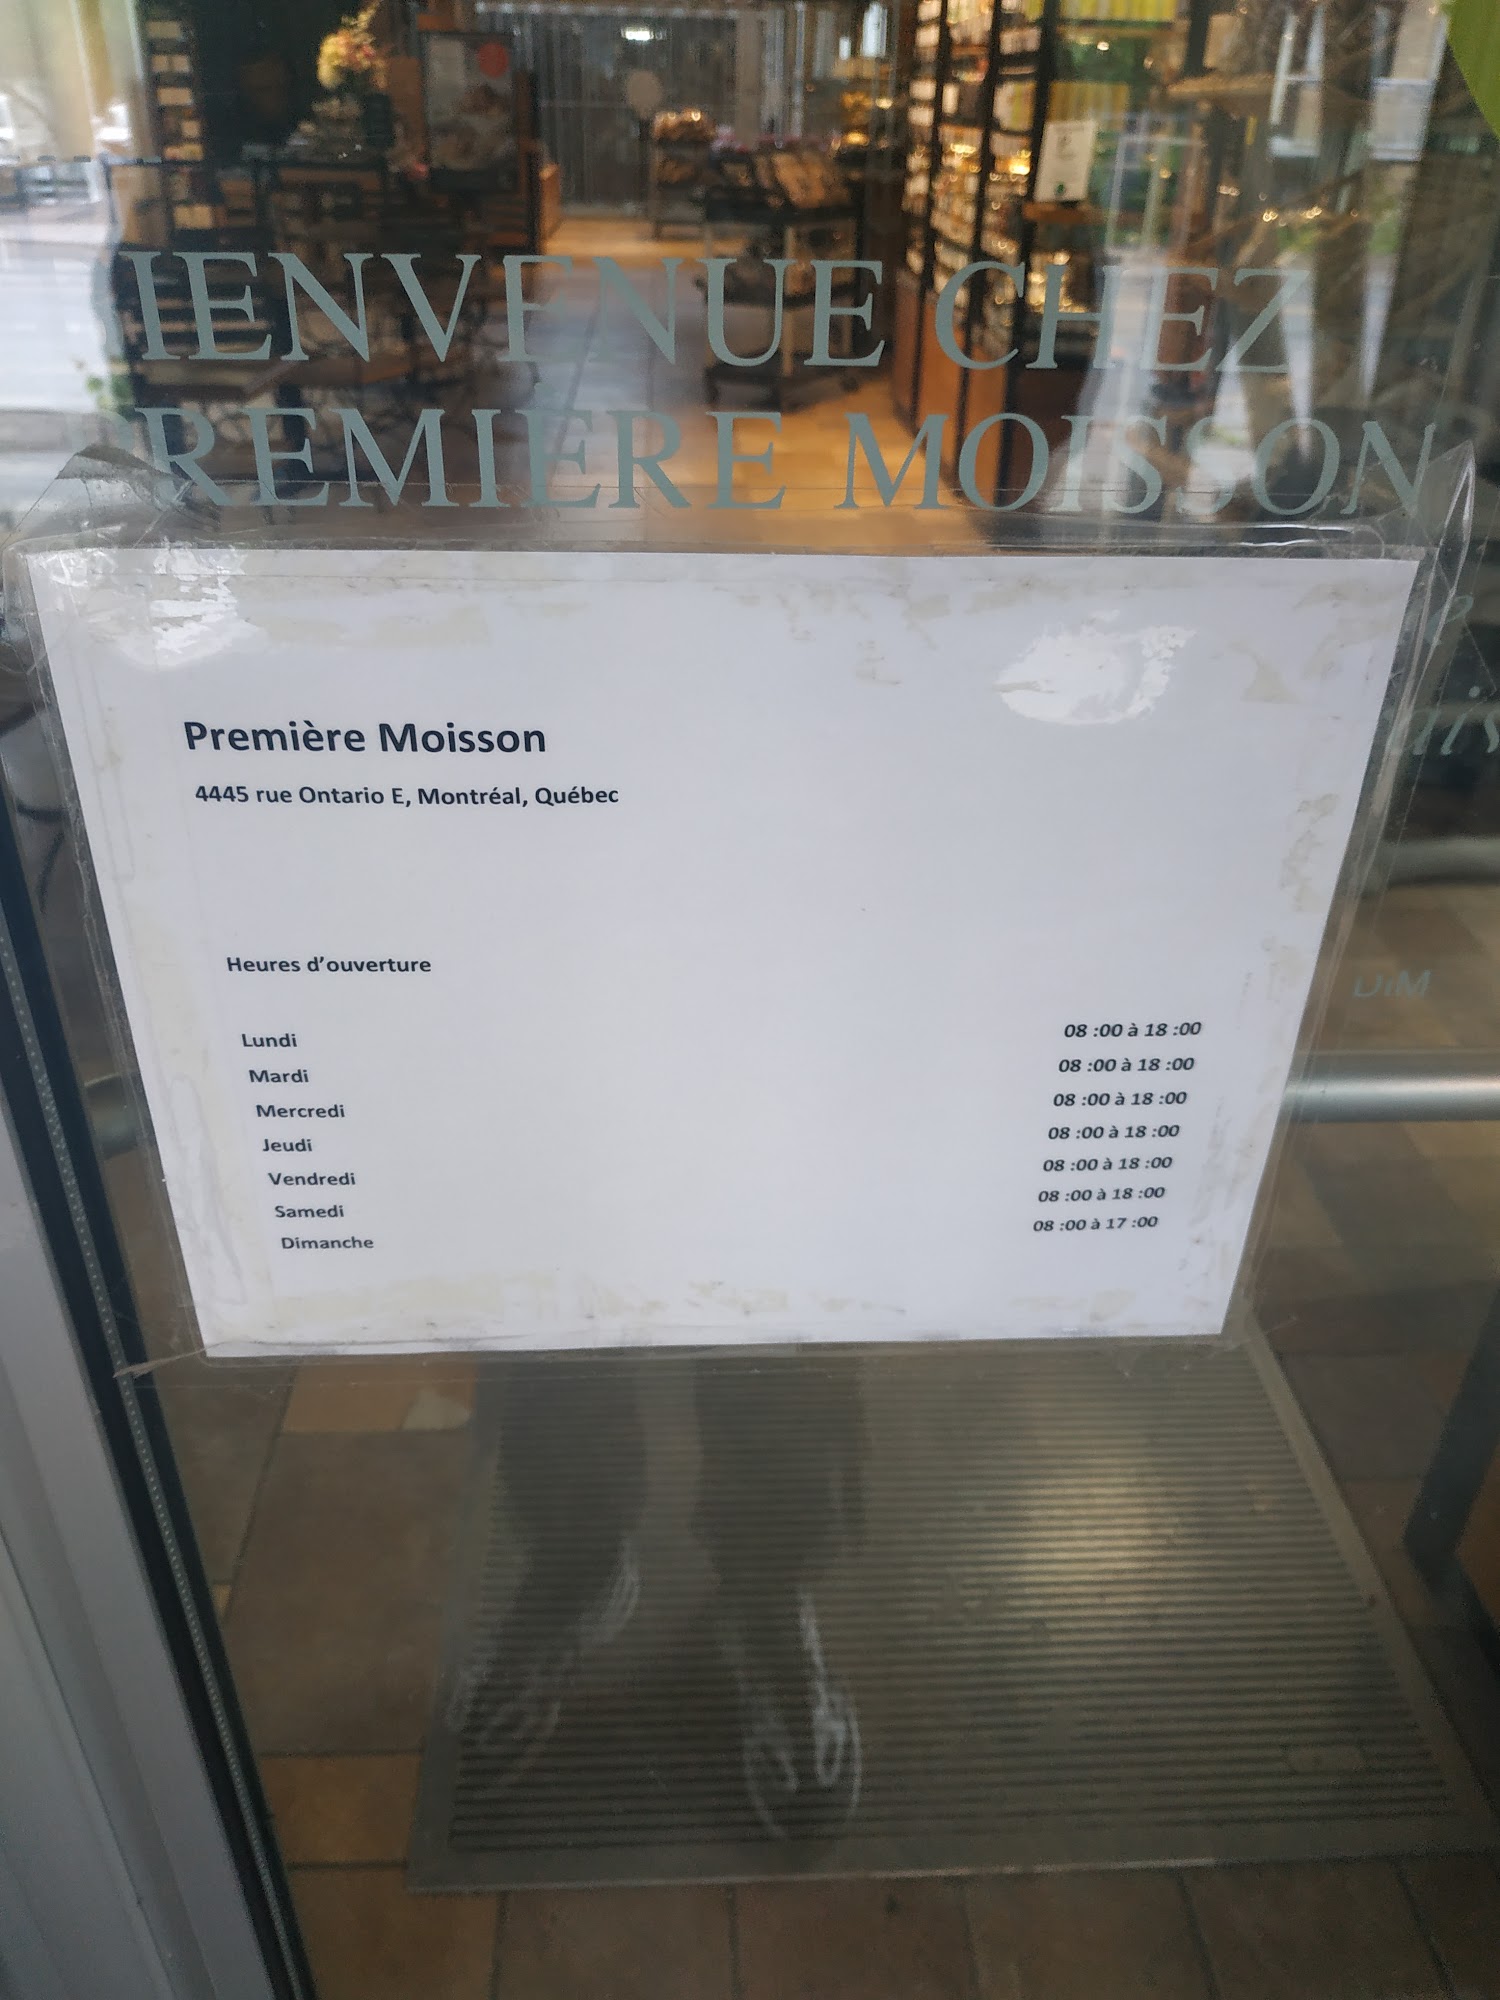 BIENVENUE CHEZ
PREMIERE MOISSON
Première Moisson
4445 rue Ontario E, Montréal, Québec
Heures d'ouverture
Lundi 08 :00 à 18 :00
Mardi 08 :00 à 18 :00
Mercredi 08 :00 à 18 :00
Jeudi 08 :00 à 18 :00
Vendredi 08 :00 à 18 :00
Samedi 08 :00 à 18 :00
Dimanche 08 :00 à 17 :00
DIM